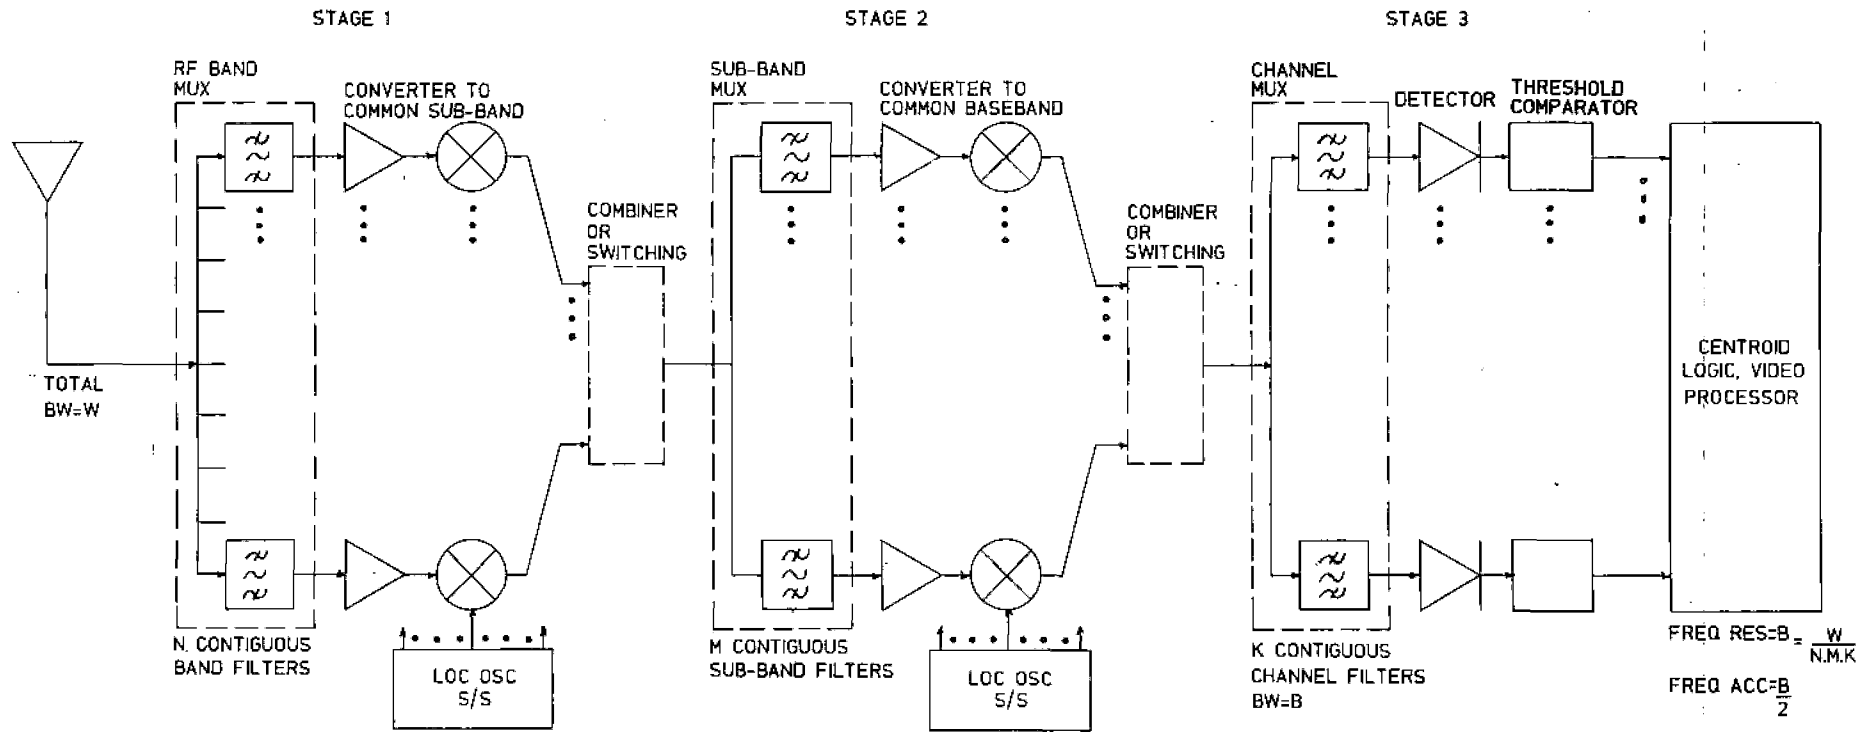 STAGE 1
STAGE 2
STAGE 3
RF BAND
MUX
CONVERTER TO
COMMON SUB-BAND
SUB-BAND
MUX
CONVERTER TO
COMMON BASEBAND
CHANNEL
MUX
DETECTOR
THRESHOLD
COMPARATOR
COMBINER
OR
SWITCHING
COMBINER
OR
SWITCHING
TOTAL
BW=W
CENTROID
LOGIC, VIDEO
PROCESSOR
N CONTIGUOUS
BAND FILTERS
LOC OSC
S/S
M CONTIGUOUS
SUB-BAND FILTERS
LOC OSC
S/S
K CONTIGUOUS
CHANNEL FILTERS
BW=B
FREQ RES=B = W
N.M.K
FREQ ACC=B
2